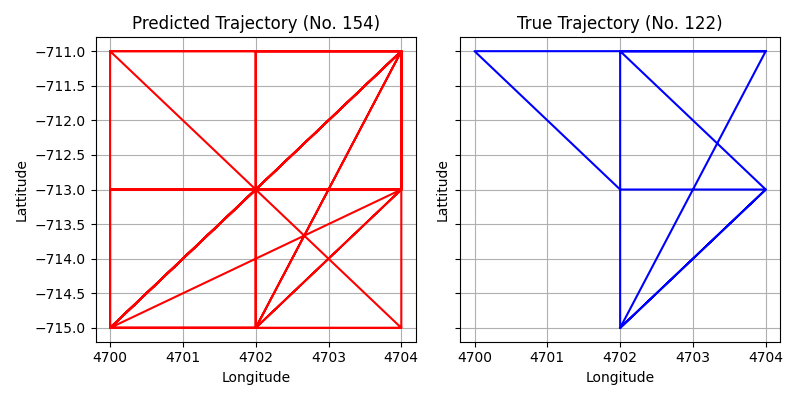 Predicted Trajectory (No. 154)
True Trajectory (No. 122)
−711.0
−711.5
−712.0
−712.5
−713.0
−713.5
−714.0
−714.5
−715.0
Lattitude
Lattitude
4700 4701 4702 4703 4704
4700 4701 4702 4703 4704
Longitude
Longitude